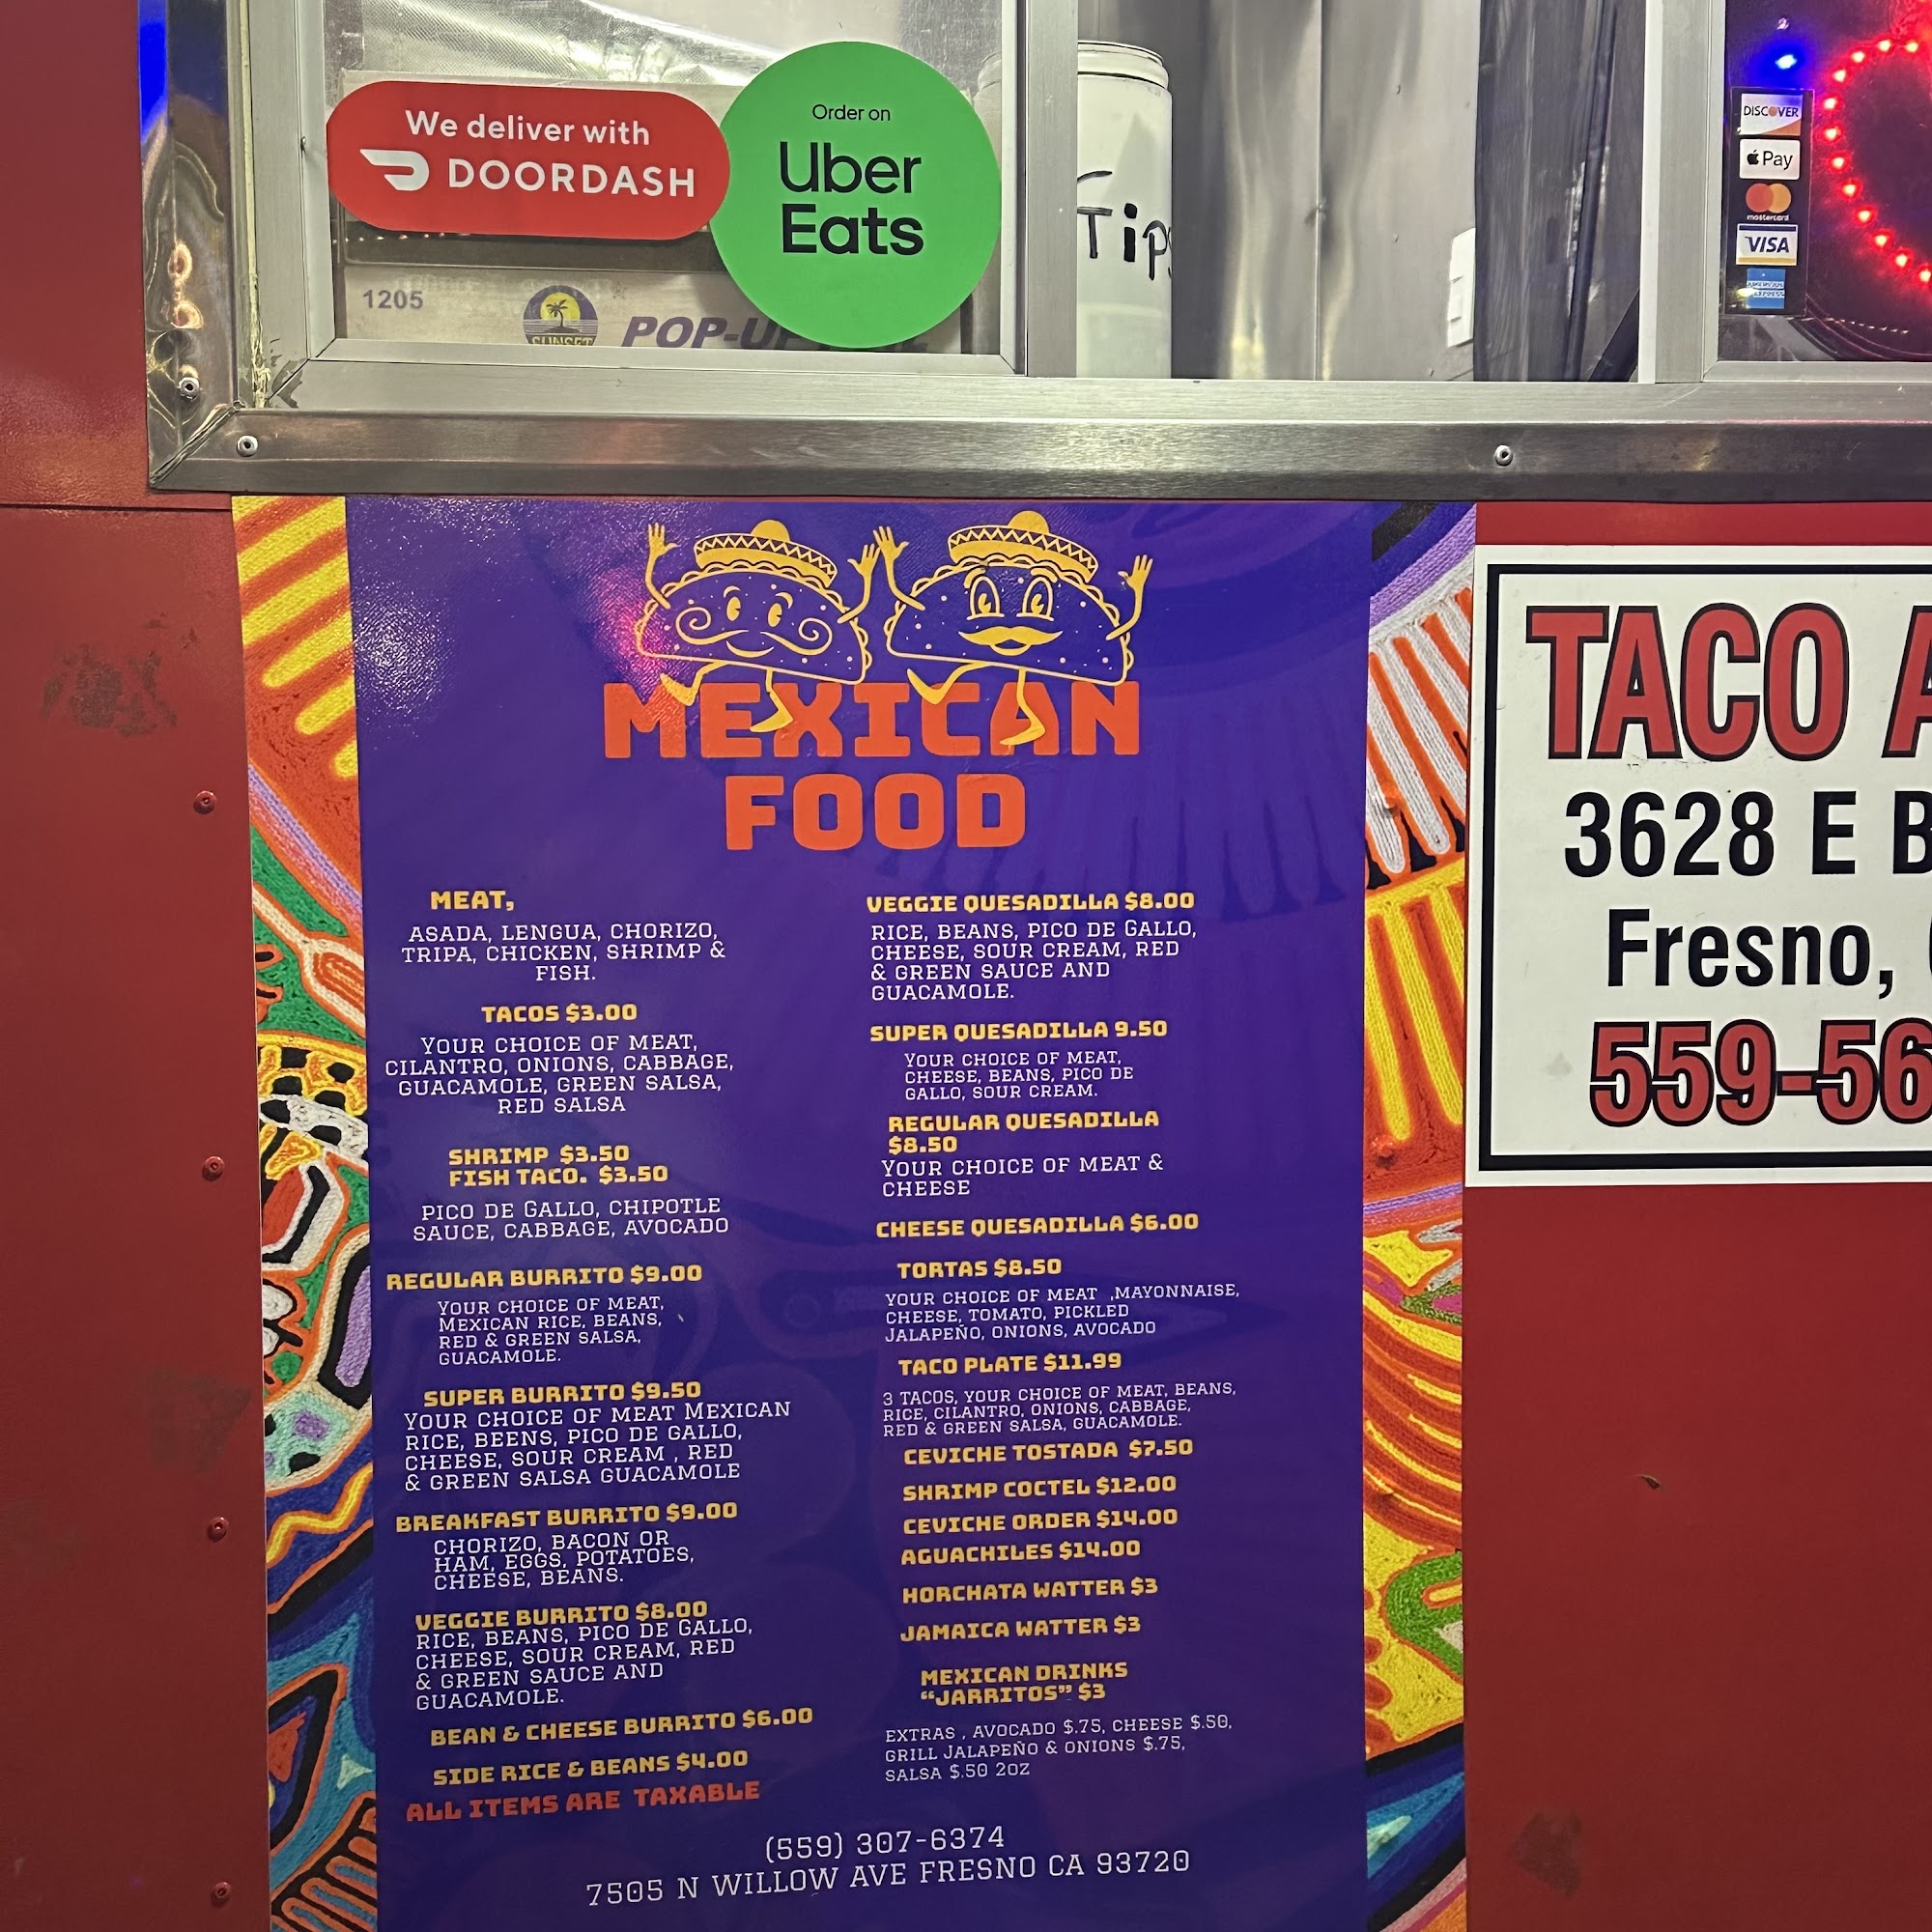 We deliver with
DOORDASH
Order on
Uber
Eats
1205
SUNSET
POP-UP
Tips
DISCOVER
Pay
mastercard
VISA
MEXICAN
FOOD
MEAT,
ASADA, LENGUA, CHORIZO,
TRIPA, CHICKEN, SHRIMP &
FISH.
TACOS $3.00
YOUR CHOICE OF MEAT,
CILANTRO, ONIONS, CABBAGE,
GUACAMOLE, GREEN SALSA,
RED SALSA
SHRIMP $3.50
FISH TACO. $3.50
PICO DE GALLO, CHIPOTLE
SAUCE, CABBAGE, AVOCADO
REGULAR BURRITO $9.00
YOUR CHOICE OF MEAT,
MEXICAN RICE, BEANS,
RED & GREEN SALSA,
GUACAMOLE.
SUPER BURRITO $9.50
YOUR CHOICE OF MEAT MEXICAN
RICE, BEENS, PICO DE GALLO,
CHEESE, SOUR CREAM , RED
& GREEN SALSA GUACAMOLE
BREAKFAST BURRITO $9.00
CHORIZO, BACON OR
HAM, EGGS, POTATOES,
CHEESE, BEANS.
VEGGIE BURRITO $8.00
RICE, BEANS, PICO DE GALLO,
CHEESE, SOUR CREAM, RED
& GREEN SAUCE AND
GUACAMOLE.
BEAN & CHEESE BURRITO $6.00
SIDE RICE & BEANS $4.00
ALL ITEMS ARE TAXABLE
VEGGIE QUESADILLA $8.00
RICE, BEANS, PICO DE GALLO,
CHEESE, SOUR CREAM, RED
& GREEN SAUCE AND
GUACAMOLE.
SUPER QUESADILLA 9.50
YOUR CHOICE OF MEAT,
CHEESE, BEANS, PICO DE
GALLO, SOUR CREAM.
REGULAR QUESADILLA
$8.50
YOUR CHOICE OF MEAT &
CHEESE
CHEESE QUESADILLA $6.00
TORTAS $8.50
YOUR CHOICE OF MEAT ,MAYONNAISE,
CHEESE, TOMATO, PICKLED
JALAPEÑO, ONIONS, AVOCADO
TACO PLATE $11.99
3 TACOS, YOUR CHOICE OF MEAT, BEANS,
RICE, CILANTRO, ONIONS, CABBAGE,
RED & GREEN SALSA, GUACAMOLE.
CEVICHE TOSTADA $7.50
SHRIMP COCTEL $12.00
CEVICHE ORDER $14.00
AGUACHILES $14.00
HORCHATA WATTER $3
JAMAICA WATTER $3
MEXICAN DRINKS
"JARRITOS" $3
EXTRAS , AVOCADO $.75, CHEESE $.50,
GRILL JALAPEÑO & ONIONS $.75,
SALSA $.50 2OZ
(559) 307-6374
7505 N WILLOW AVE FRESNO CA 93720
TACO A
3628 E B
Fresno,
559-56